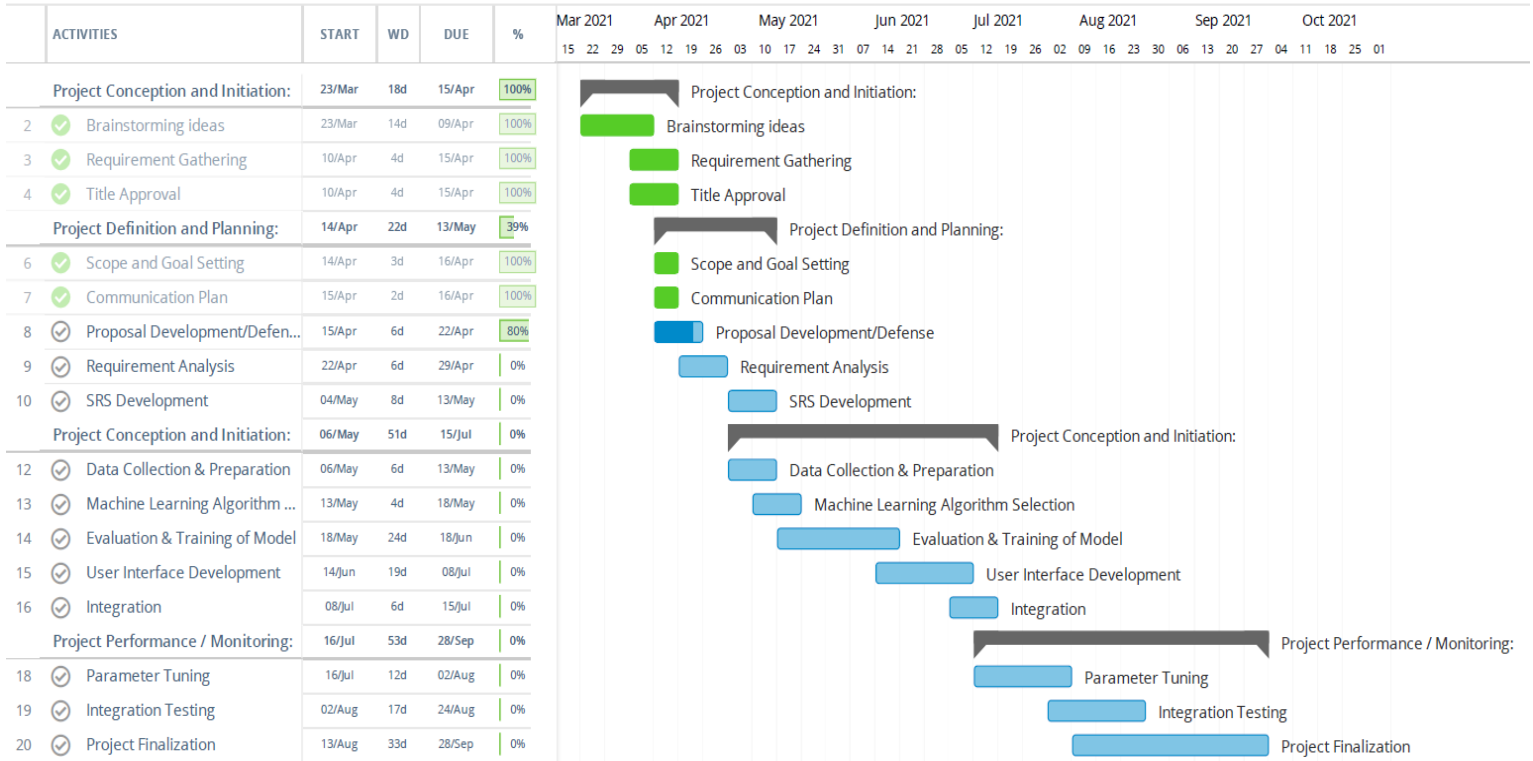 Mar 2021 Apr 2021 May 2021 Jun 2021 Jul 2021 Aug 2021 Sep 2021 Oct 2021
ACTIVITIES START WD DUE %
15 22 29 05 12 19 26 03 10 17 24 31 07 14 21 28 05 12 19 26 02 09 16 23 30 06 13 20 27 04 11 18 25 01
Project Conception and Initiation: 23/Mar 18d 15/Apr 100% Project Conception and Initiation:
2 Brainstorming ideas 23/Mar 14d 09/Apr 100% Brainstorming ideas
3 Requirement Gathering 10/Apr 4d 15/Apr 100% Requirement Gathering
4 Title Approval 10/Apr 4d 15/Apr 100% Title Approval
Project Definition and Planning: 14/Apr 22d 13/May 39% Project Definition and Planning:
6 Scope and Goal Setting 14/Apr 3d 16/Apr 100% Scope and Goal Setting
7 Communication Plan 15/Apr 2d 16/Apr 100% Communication Plan
8 Proposal Development/Defen... 15/Apr 6d 22/Apr 80% Proposal Development/Defense
9 Requirement Analysis 22/Apr 6d 29/Apr 0% Requirement Analysis
10 SRS Development 04/May 8d 13/May 0% SRS Development
Project Conception and Initiation: 06/May 51d 15/Jul 0% Project Conception and Initiation:
12 Data Collection & Preparation 06/May 6d 13/May 0% Data Collection & Preparation
13 Machine Learning Algorithm ... 13/May 4d 18/May 0% Machine Learning Algorithm Selection
14 Evaluation & Training of Model 18/May 24d 18/Jun 0% Evaluation & Training of Model
15 User Interface Development 14/Jun 19d 08/Jul 0% User Interface Development
16 Integration 08/Jul 6d 15/Jul 0% Integration
Project Performance / Monitoring: 16/Jul 53d 28/Sep 0% Project Performance / Monitoring:
18 Parameter Tuning 16/Jul 12d 02/Aug 0% Parameter Tuning
19 Integration Testing 02/Aug 17d 24/Aug 0% Integration Testing
20 Project Finalization 13/Aug 33d 28/Sep 0% Project Finalization